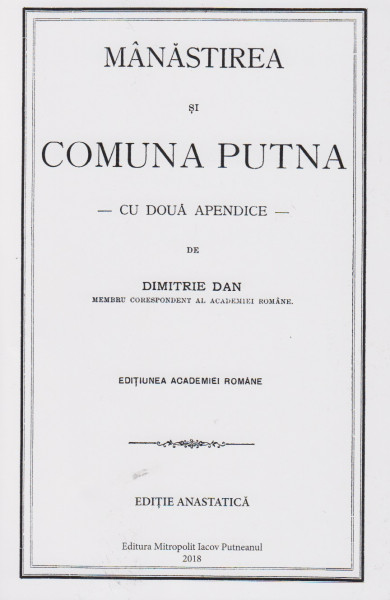 MÂNĂSTIREA
ȘI
COMUNA PUTNA
— CU DOUĂ APENDICE —
DE
DIMITRIE DAN
MEMBRU CORESPONDENT AL ACADEMIEI ROMÂNE.
EDIȚIUNEA ACADEMIEI ROMÂNE
EDIȚIE ANASTATICĂ
Editura Mitropolit Iacov Putneanul
2018